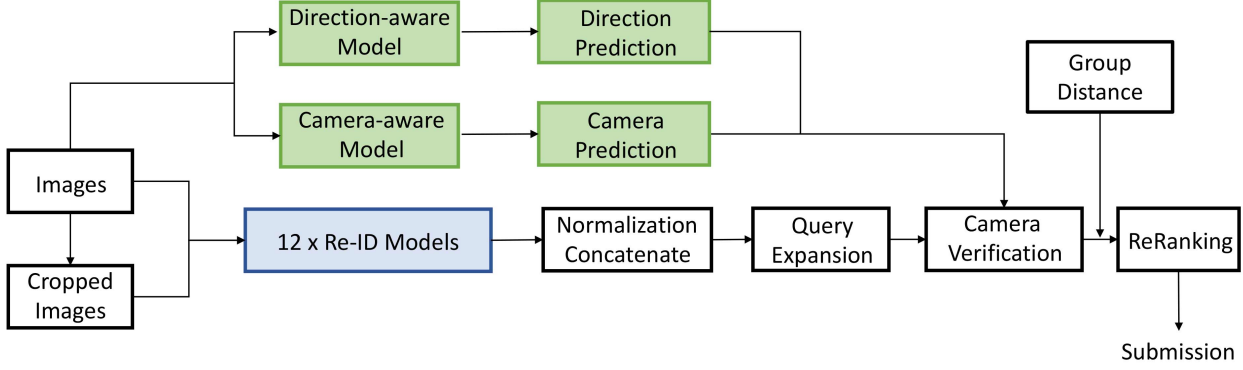 Direction-aware
Model
Direction
Prediction
Group
Distance
Camera-aware
Model
Camera
Prediction
Images
12 x Re-ID Models
Normalization
Concatenate
Query
Expansion
Camera
Verification
ReRanking
Cropped
Images
Submission